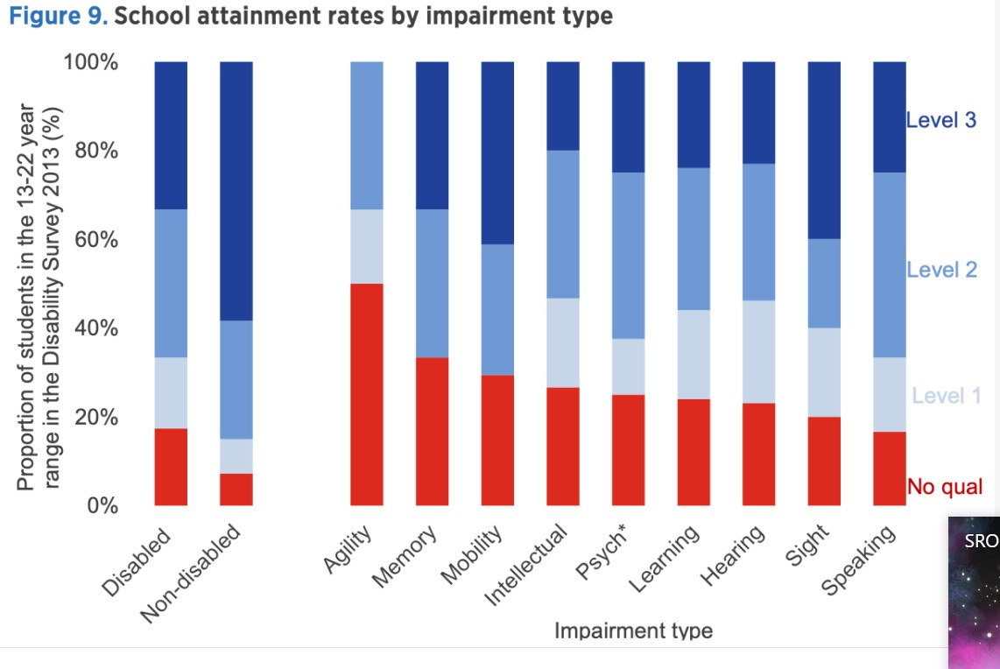 Figure 9. School attainment rates by impairment type
Proportion of students in the 13-22 year
range in the Disability Survey 2013 (%)
100%
80%
60%
40%
20%
0%
Level 3
Level 2
Level 1
No qual
Disabled
Non-disabled
Agility
Memory
Mobility
Intellectual
Psych*
Learning
Hearing
Sight
Speaking
Impairment type
SRO